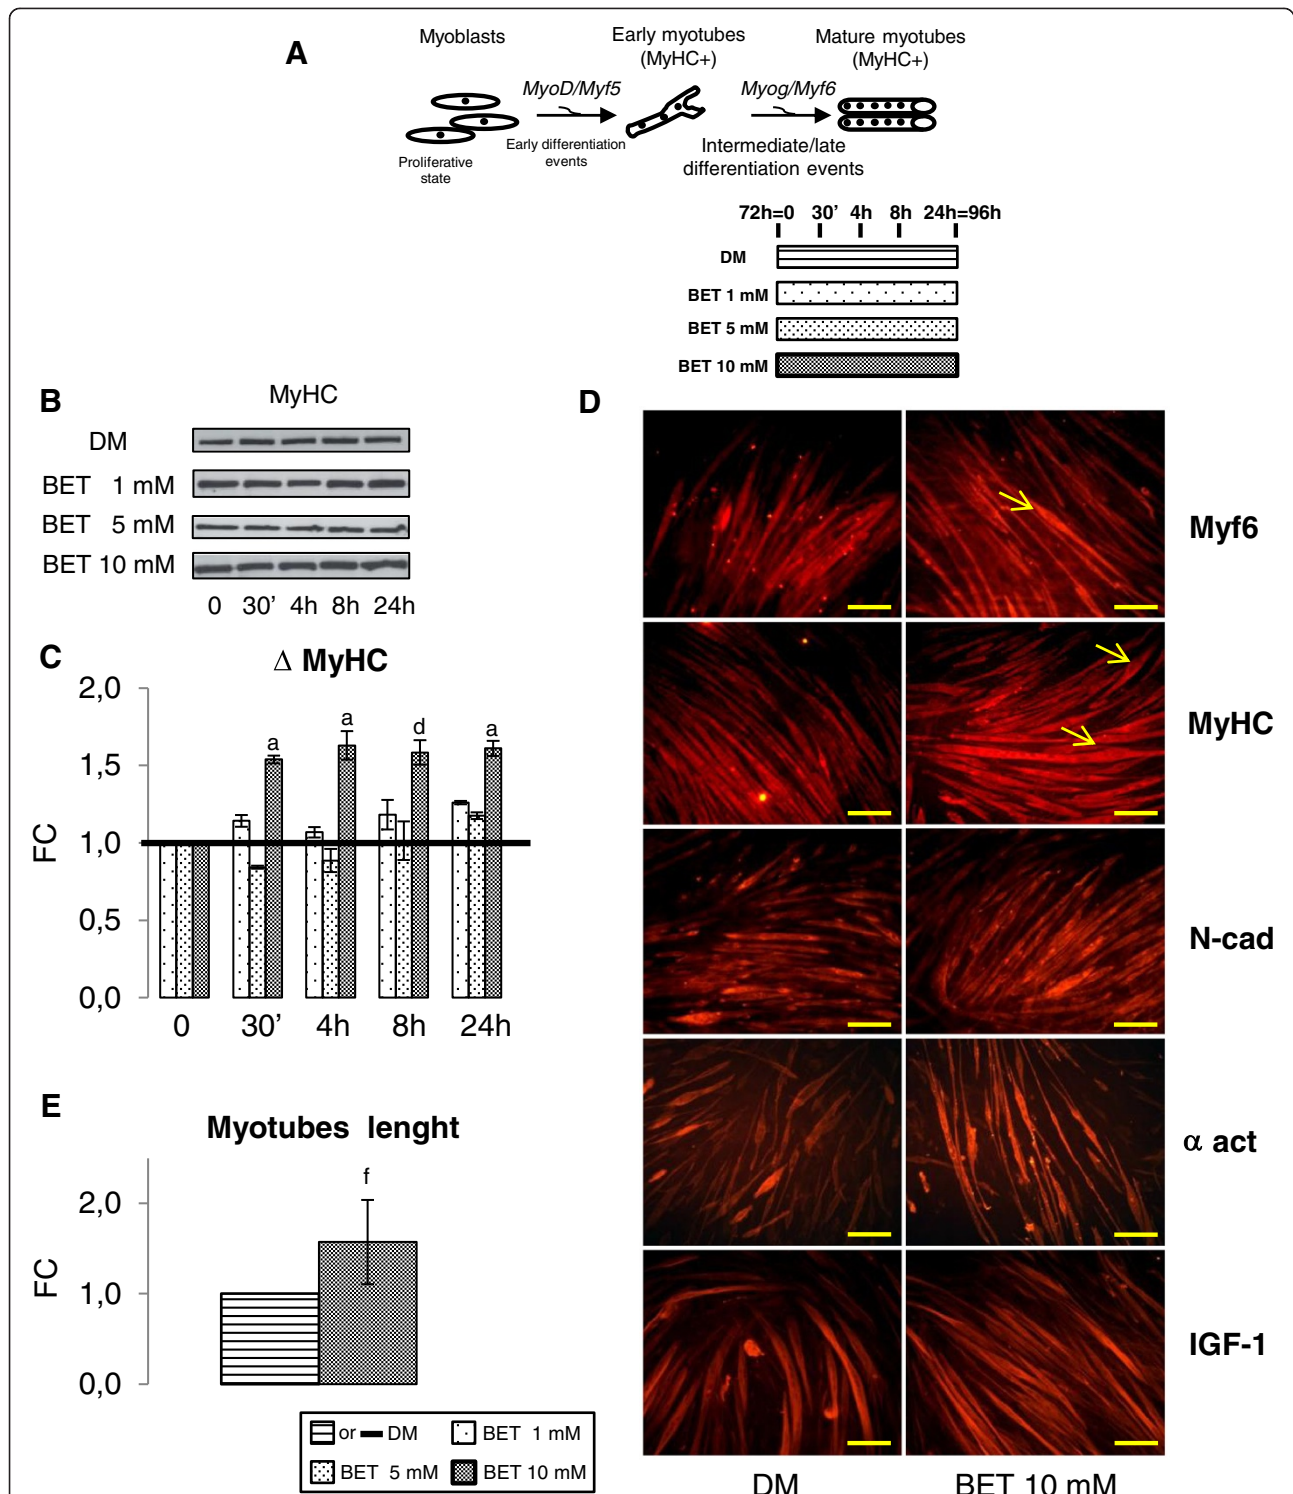 A
Myoblasts
Early myotubes
(MyHC+)
Mature myotubes
(MyHC+)
MyoD/Myf5
Myog/Myf6
Proliferative
state
Early differentiation
events
Intermediate/late
differentiation events
72h=0 30’ 4h 8h 24h=96h
DM
BET 1 mM
BET 5 mM
BET 10 mM
B
MyHC
DM
BET 1 mM
BET 5 mM
BET 10 mM
0 30’ 4h 8h 24h
C
Δ MyHC
2,0
1,5
1,0
0,5
0,0
FC
a
a
d
a
0 30’ 4h 8h 24h
D
Myf6
MyHC
N-cad
α act
IGF-1
DM BET 10 mM
E
Myotubes lenght
f
2,0
1,0
0,0
FC
or DM
BET 1 mM
BET 5 mM
BET 10 mM